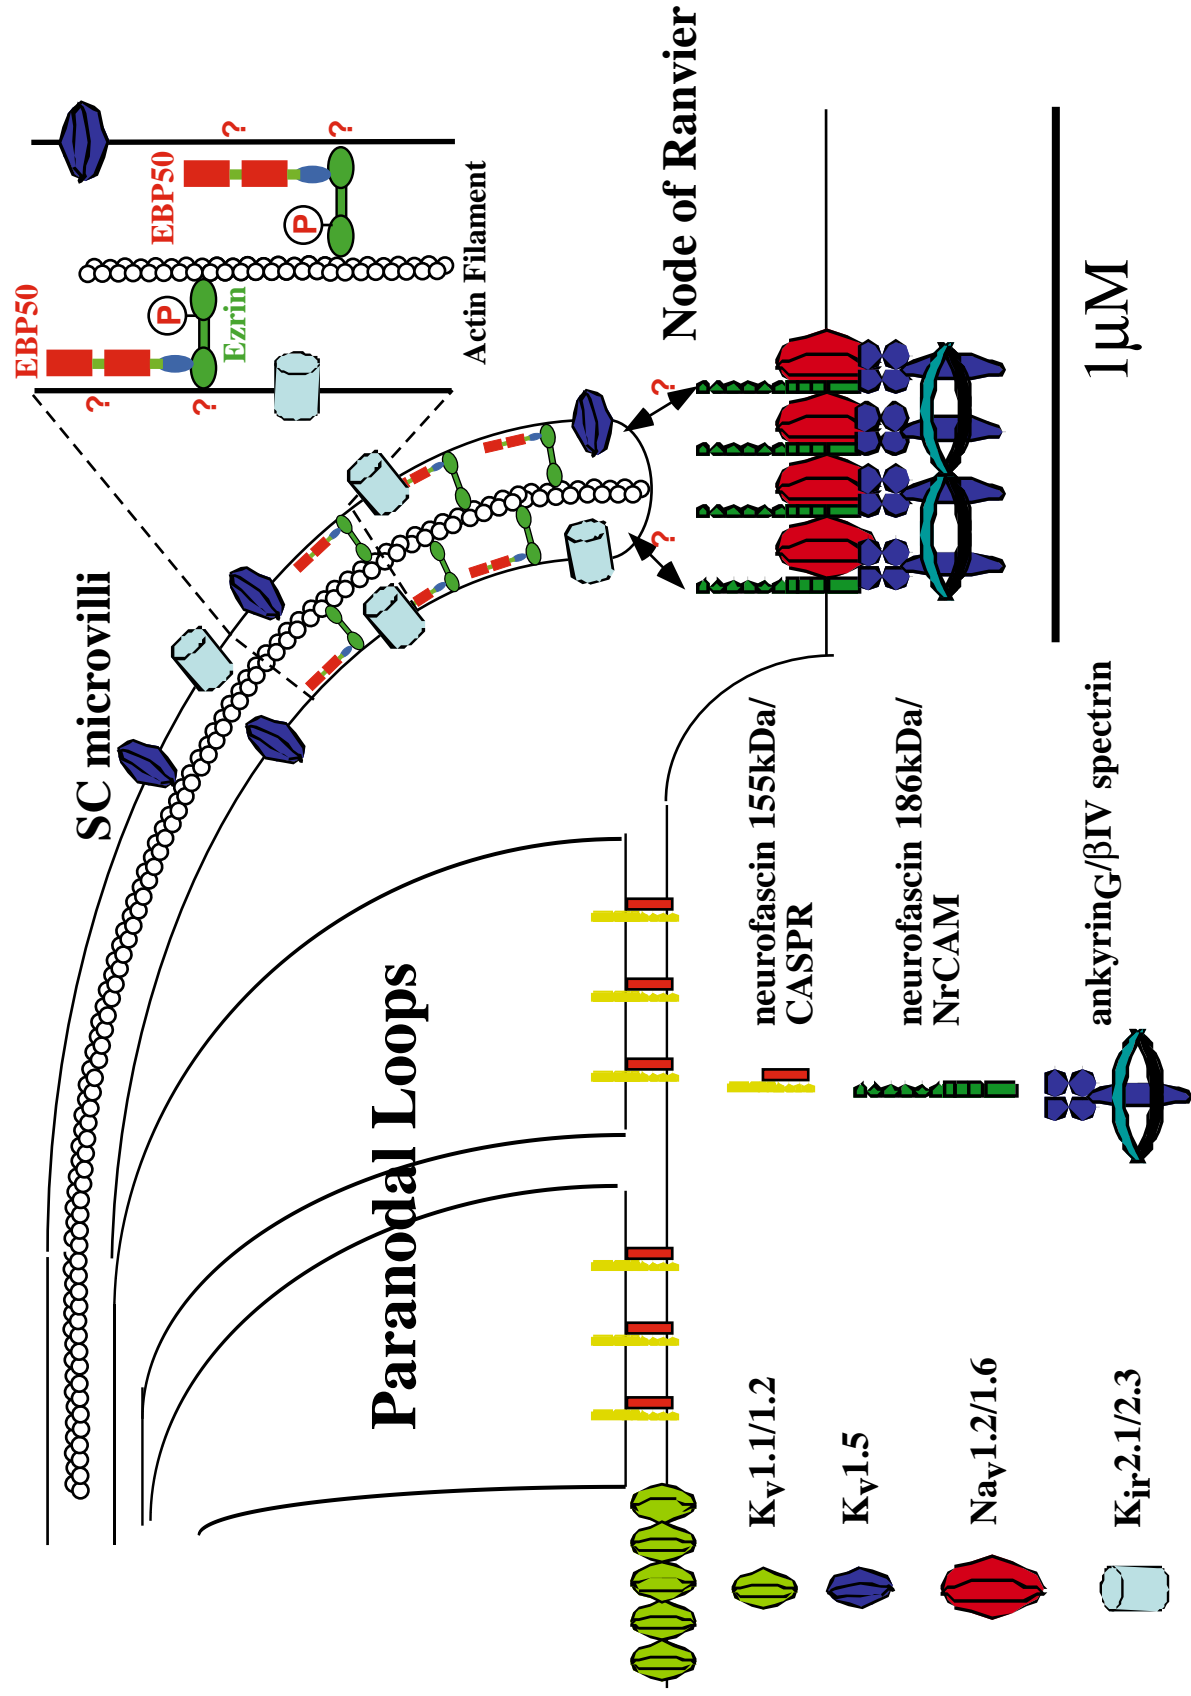 SC microvilli
EBP50
EBP50
P
P
Ezrin
?
?
?
?
Actin Filament
Paranodal Loops
Node of Ranvier
?
?
1µM
Kv1.1/1.2
Kv1.5
Nav1.2/1.6
Kir2.1/2.3
neurofascin 155kDa/
CASPR
neurofascin 186kDa/
NrCAM
ankyrinG/βIV spectrin